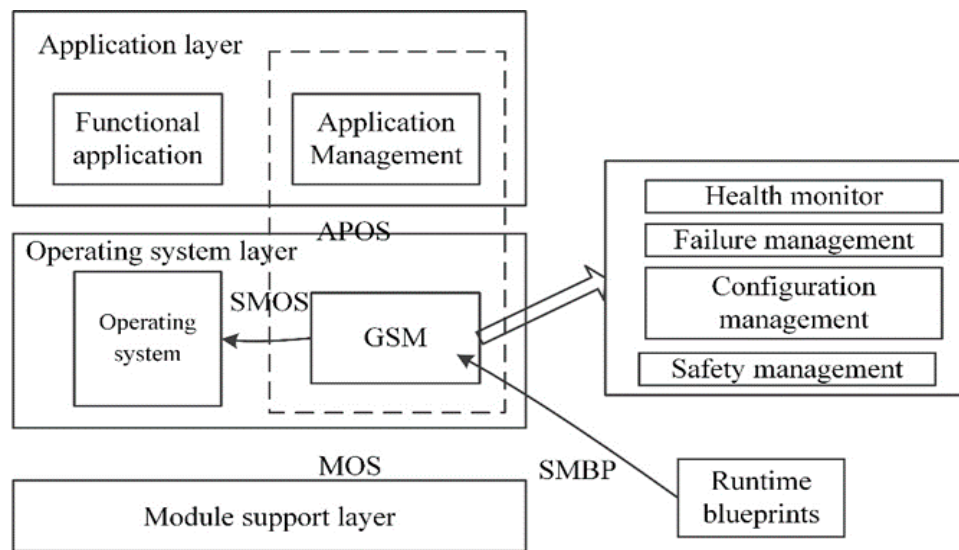 Application layer
Functional
application
Application
Management
APOS
Operating system layer
SMOS
Operating
system
GSM
Health monitor
Failure management
Configuration
management
Safety management
MOS
SMBP
Runtime
blueprints
Module support layer